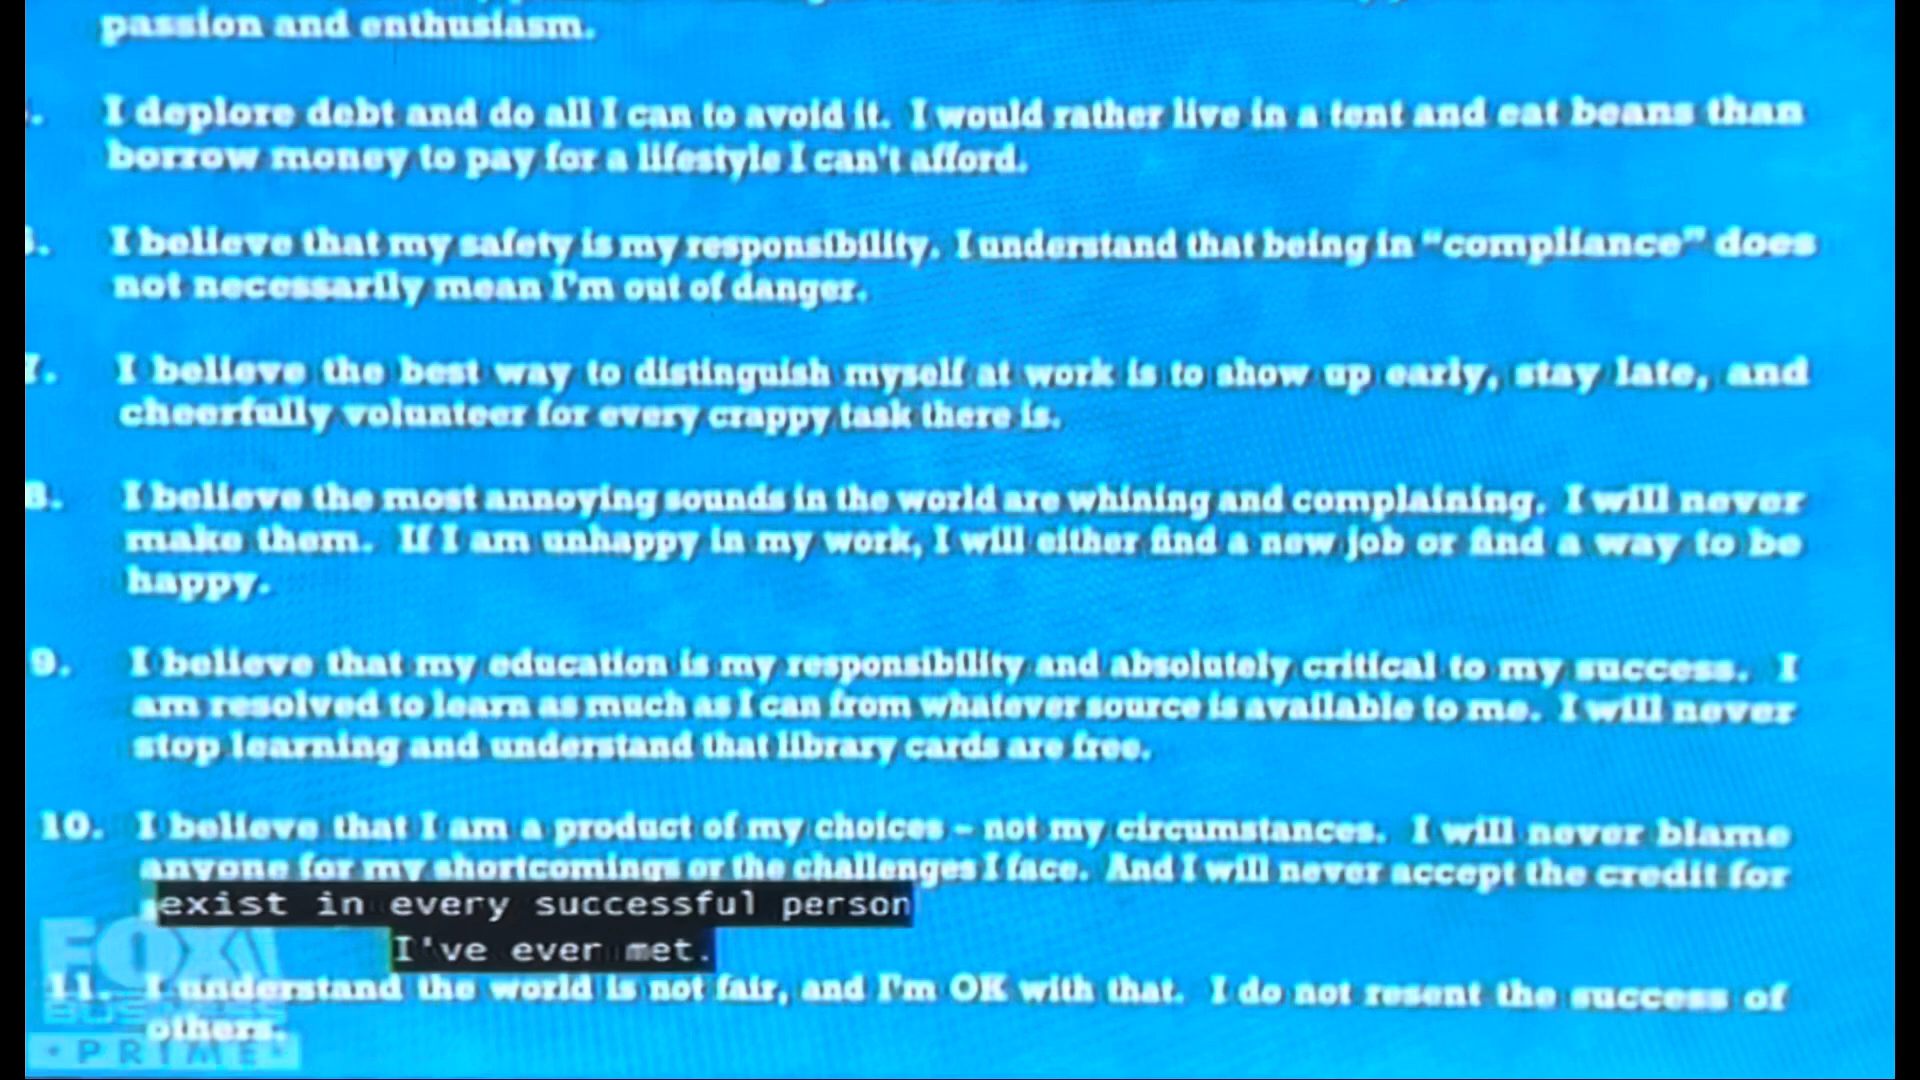 passion and enthusiasm.
I deplore debt and do all I can to avoid it. I would rather live in a tent and eat beans than
borrow money to pay for a lifestyle I can't afford.
I believe that my safety is my responsibility. I understand that being in “compliance” does
not necessarily mean I'm out of danger.
7. I believe the best way to distinguish myself at work is to show up early, stay late, and
cheerfully volunteer for every crappy task there is.
8. I believe the most annoying sounds in the world are whining and complaining. I will never
make them. If I am unhappy in my work, I will either find a new job or find a way to be
happy.
9. I believe that my education is my responsibility and absolutely critical to my success. I
am resolved to learn as much as I can from whatever source is available to me. I will never
stop learning and understand that library cards are free.
10. I believe that I am a product of my choices – not my circumstances. I will never blame
anyone for my shortcomings or the challenges I face. And I will never accept the credit for
exist in every successful person
I've ever met.
11. I understand the world is not fair, and I'm OK with that. I do not resent the success of
others.
FOX
BUSINESS
PRIME